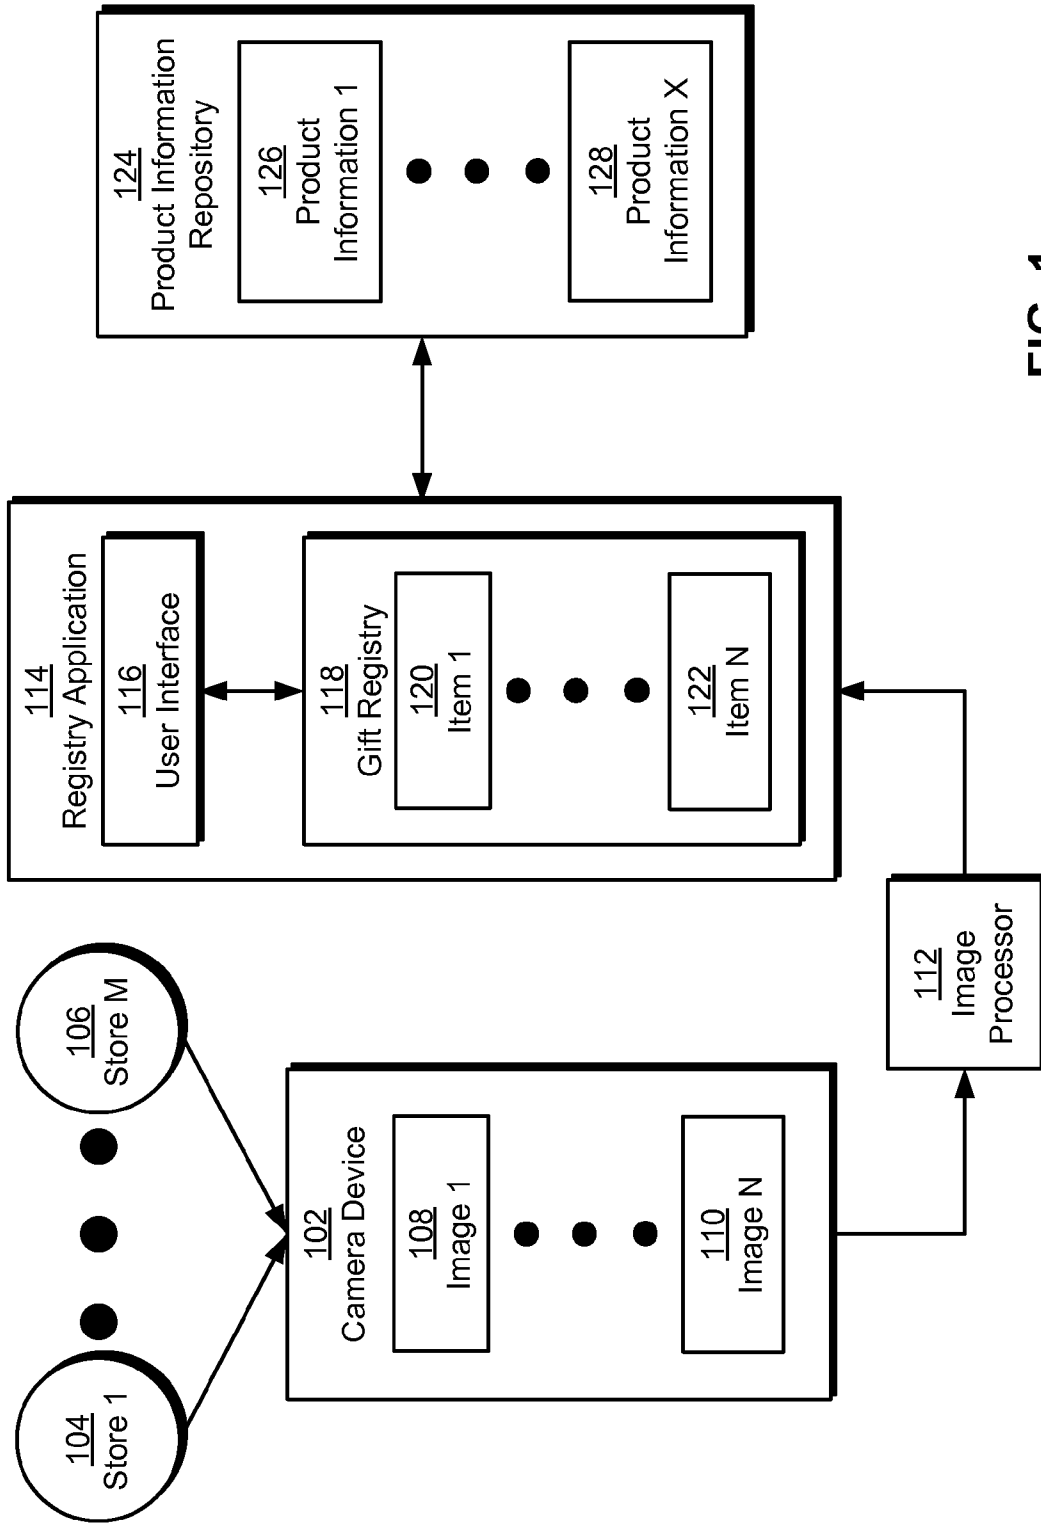 104
Store 1
106
Store M
102
Camera Device
108
Image 1
110
Image N
112
Image
Processor
114
Registry Application
116
User Interface
118
Gift Registry
120
Item 1
122
Item N
124
Product Information
Repository
126
Product
Information 1
128
Product
Information X
FIG. 1